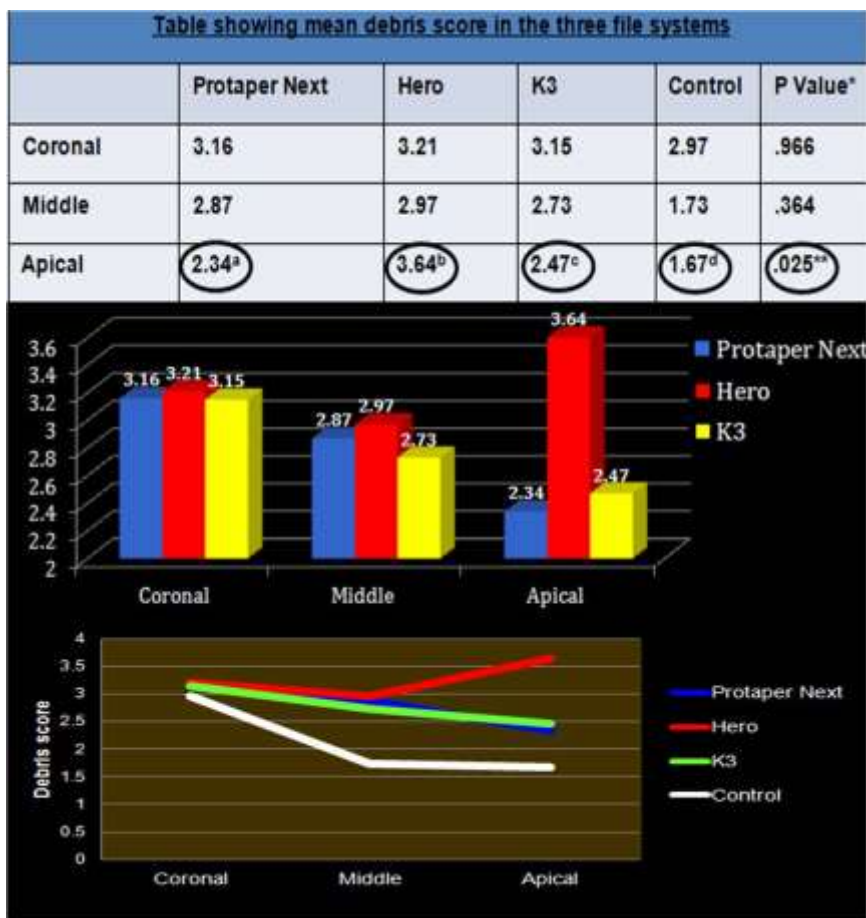 Table showing mean debris score in the three file systems
Protaper Next Hero K3 Control P Value*
Coronal 3.16 3.21 3.15 2.97 .966
Middle 2.87 2.97 2.73 1.73 .364
Apical 2.34ᵃ 3.64ᵇ 2.47ᶜ 1.67ᵈ .025**
3.6
3.4
3.2
3
2.8
2.6
2.4
2.2
2
3.16 3.21 3.15
2.87 2.97 2.73
2.34 3.64 2.47
Coronal Middle Apical
Protaper Next
Hero
K3
Debris score
4
3.5
3
2.5
2
1.5
1
0.5
0
Coronal Middle Apical
Protaper Next
Hero
K3
Control